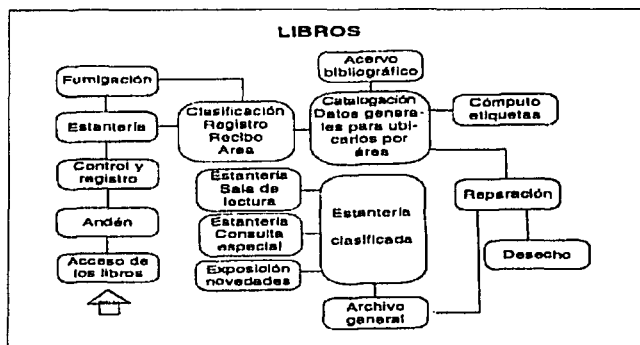 LIBROS
Acervo
bibliográfico
Fumigación
Clasificación
Registro
Recibo
Area
Catalogación
Datos genera-
les para ubi-
carlos por
área
Cómputo
etiquetas
Estantería
Control y
registro
Estantería
Sala de
lectura
Estantería
clasificada
Reparación
Andén
Estantería
Consulta
especial
Desecho
Acceso de
los libros
Exposición
novedades
Archivo
general